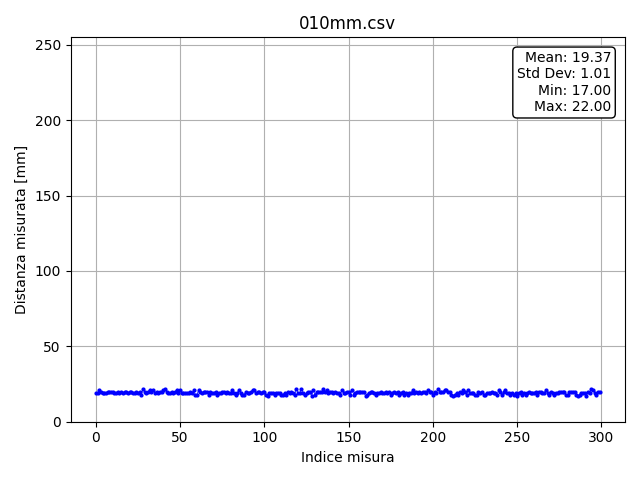 010mm.csv
250
200
150
100
50
0
Distanza misurata [mm]
Mean: 19.37
Std Dev: 1.01
Min: 17.00
Max: 22.00
0 50 100 150 200 250 300
Indice misura